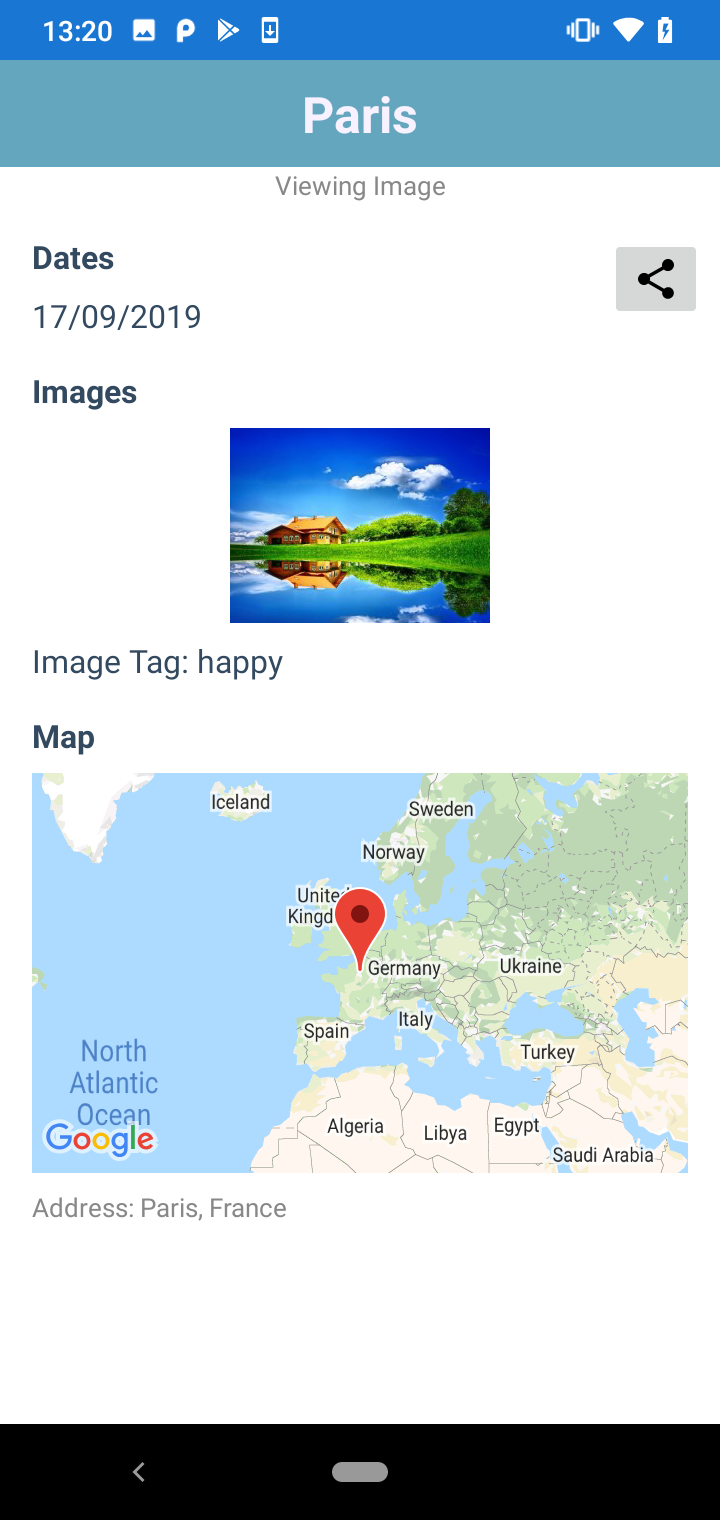 13:20
Paris
Viewing Image
Dates
17/09/2019
Images
Image Tag: happy
Map
Iceland
Sweden
Norway
United
Kingd
Germany
Ukraine
Italy
Spain
Turkey
North
Atlantic
Ocean
Google
Algeria
Libya
Egypt
Saudi Arabia
Address: Paris, France